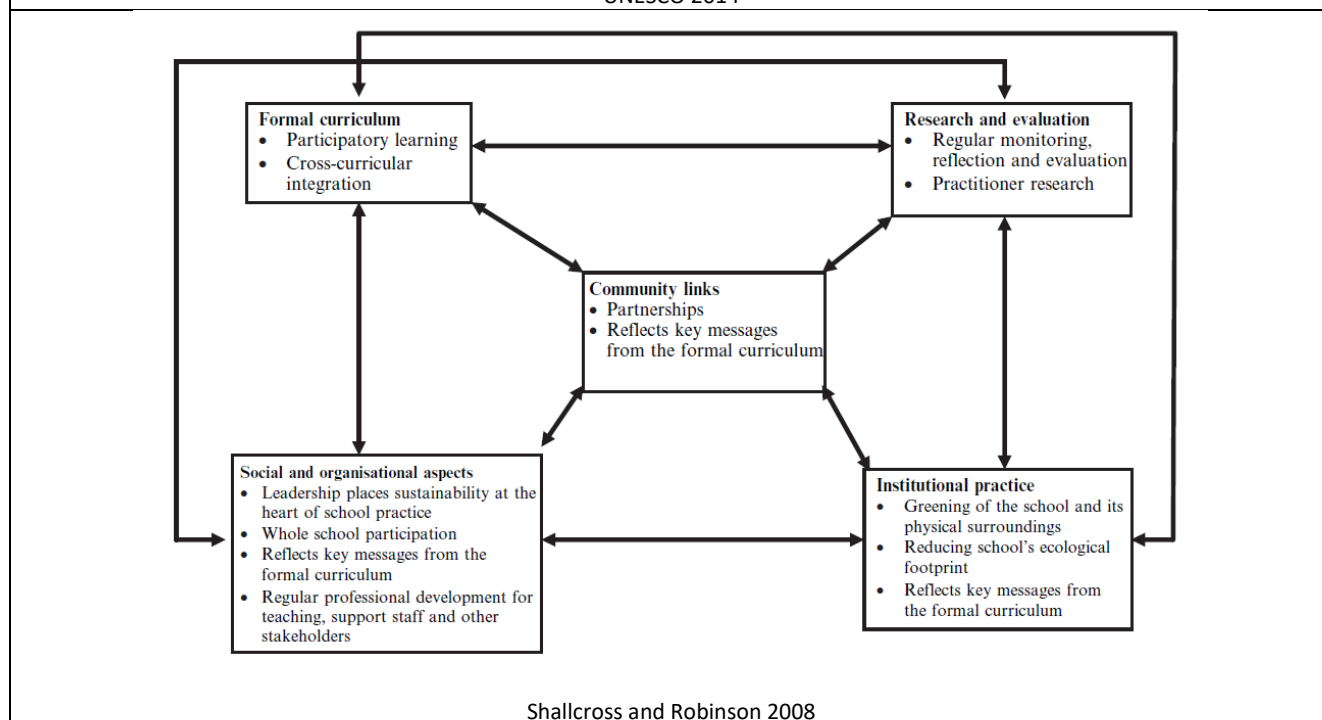 UNESCO 2014
Formal curriculum
• Participatory learning
• Cross-curricular
integration
Research and evaluation
• Regular monitoring,
reflection and evaluation
• Practitioner research
Community links
• Partnerships
• Reflects key messages
from the formal curriculum
Social and organisational aspects
• Leadership places sustainability at the
heart of school practice
• Whole school participation
• Reflects key messages from the
formal curriculum
• Regular professional development for
teaching, support staff and other
stakeholders
Institutional practice
• Greening of the school and its
physical surroundings
• Reducing school's ecological
footprint
• Reflects key messages from
the formal curriculum
Shallcross and Robinson 2008